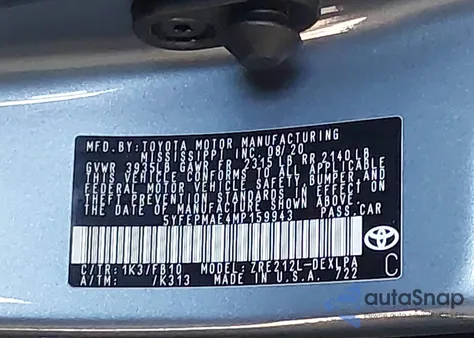 MFD.BY:TOYOTA MOTOR MANUFACTURING
MISSISSIPPI INC. 08/20
GVWR 3935LB GAWR FR 2315LB RR 2140LB
THIS VEHICLE CONFORMS TO ALL APPLICABLE
FEDERAL MOTOR VEHICLE SAFETY, BUMPER AND
THEFT PREVENTION STANDARDS IN EFFECT
ON THE DATE OF MANUFACTURE SHOWN ABOVE.
5YFEPMAE4MP159943 PASS.CAR
C/TR:1K3/FB10 MODEL:ZRE212L-DEXLPA
A/TM: /K313 MADE IN U.S.A. 722
C
autoSnap